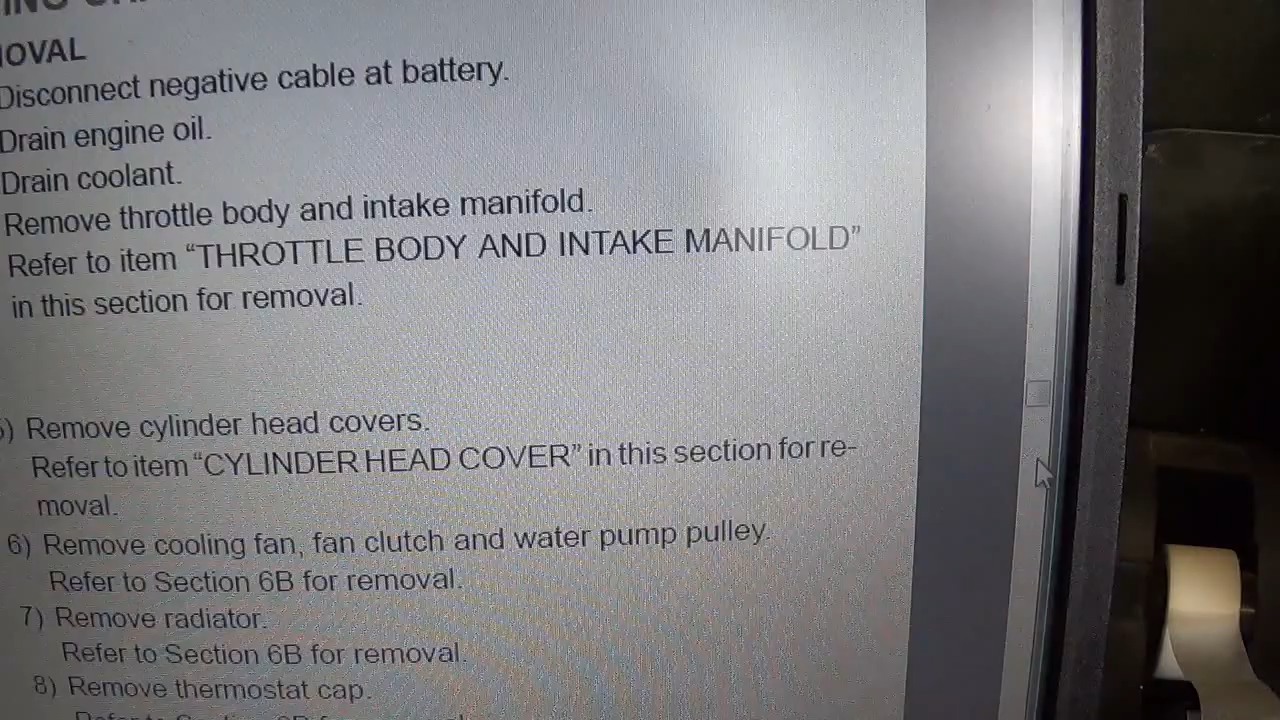 OVAL
Disconnect negative cable at battery.
Drain engine oil.
Drain coolant.
Remove throttle body and intake manifold.
Refer to item “THROTTLE BODY AND INTAKE MANIFOLD”
in this section for removal.
) Remove cylinder head covers.
Refer to item “CYLINDER HEAD COVER” in this section for re-
moval.
6) Remove cooling fan, fan clutch and water pump pulley.
Refer to Section 6B for removal.
7) Remove radiator.
Refer to Section 6B for removal.
8) Remove thermostat cap.